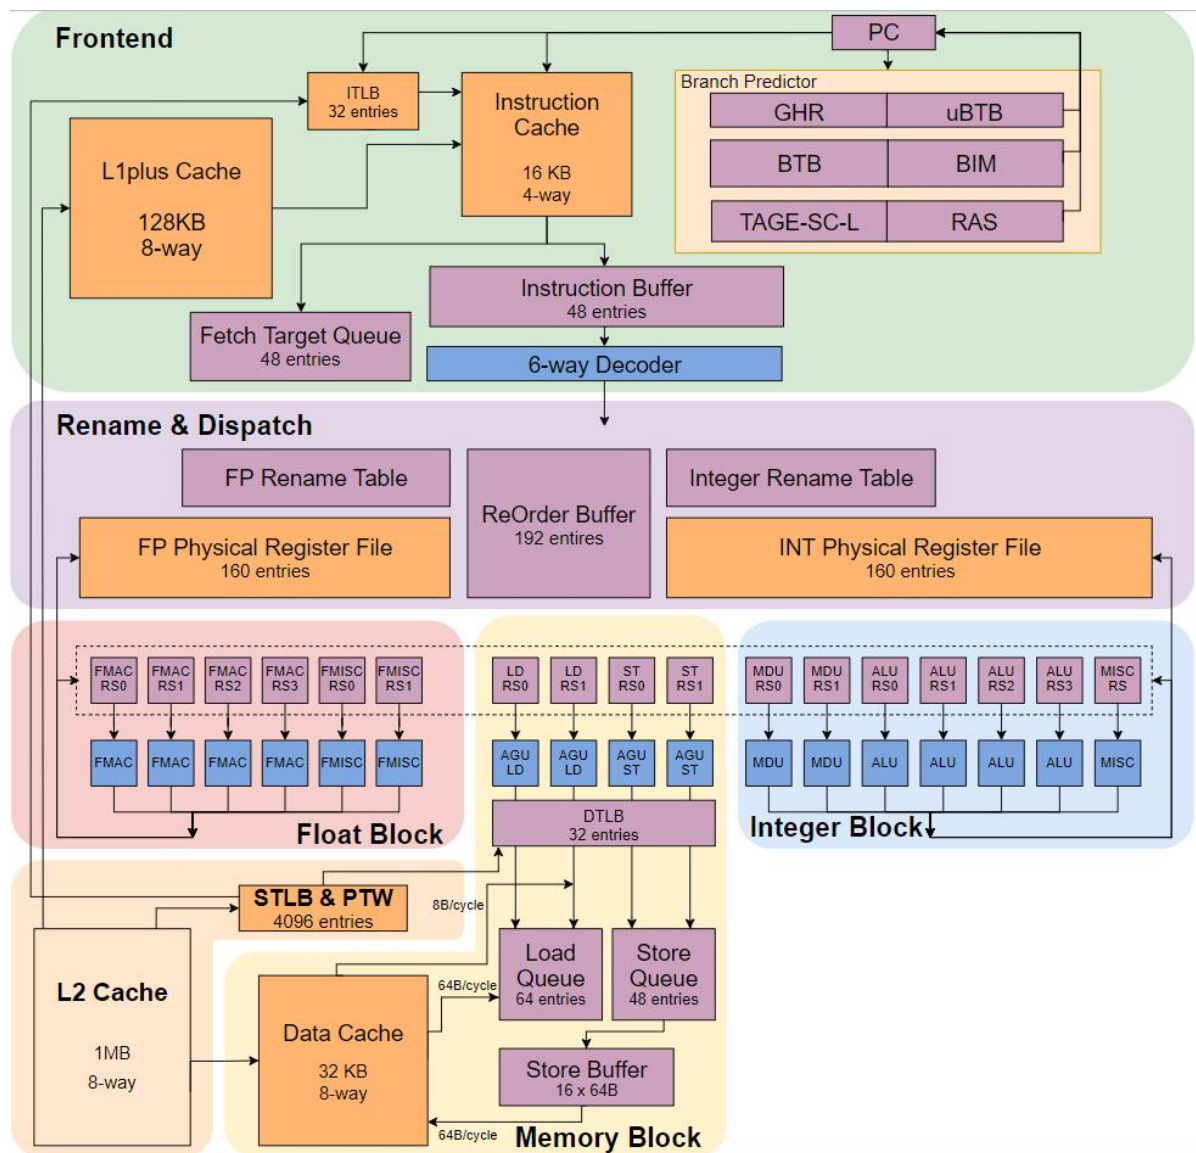 Frontend
PC
Branch Predictor
GHR
uBTB
BTB
BIM
TAGE-SC-L
RAS
ITLB
32 entries
Instruction
Cache
16 KB
4-way
L1plus Cache
128KB
8-way
Instruction Buffer
48 entries
Fetch Target Queue
48 entries
6-way Decoder
Rename & Dispatch
FP Rename Table
ReOrder Buffer
192 entires
Integer Rename Table
FP Physical Register File
160 entries
INT Physical Register File
160 entries
FMAC
RS0
FMAC
RS1
FMAC
RS2
FMAC
RS3
FMISC
RS0
FMISC
RS1
LD
RS0
LD
RS1
ST
RS0
ST
RS1
MDU
RS0
MDU
RS1
ALU
RS0
ALU
RS1
ALU
RS2
ALU
RS3
MISC
RS
FMAC
FMAC
FMAC
FMAC
FMISC
FMISC
AGU
LD
AGU
LD
AGU
ST
AGU
ST
MDU
MDU
ALU
ALU
ALU
ALU
MISC
Float Block
DTLB
32 entries
Integer Block
STLB & PTW
4096 entries
8B/cycle
L2 Cache
1MB
8-way
Data Cache
32 KB
8-way
64B/cycle
Load
Queue
64 entries
Store
Queue
48 entries
Store Buffer
16 x 64B
64B/cycle
Memory Block